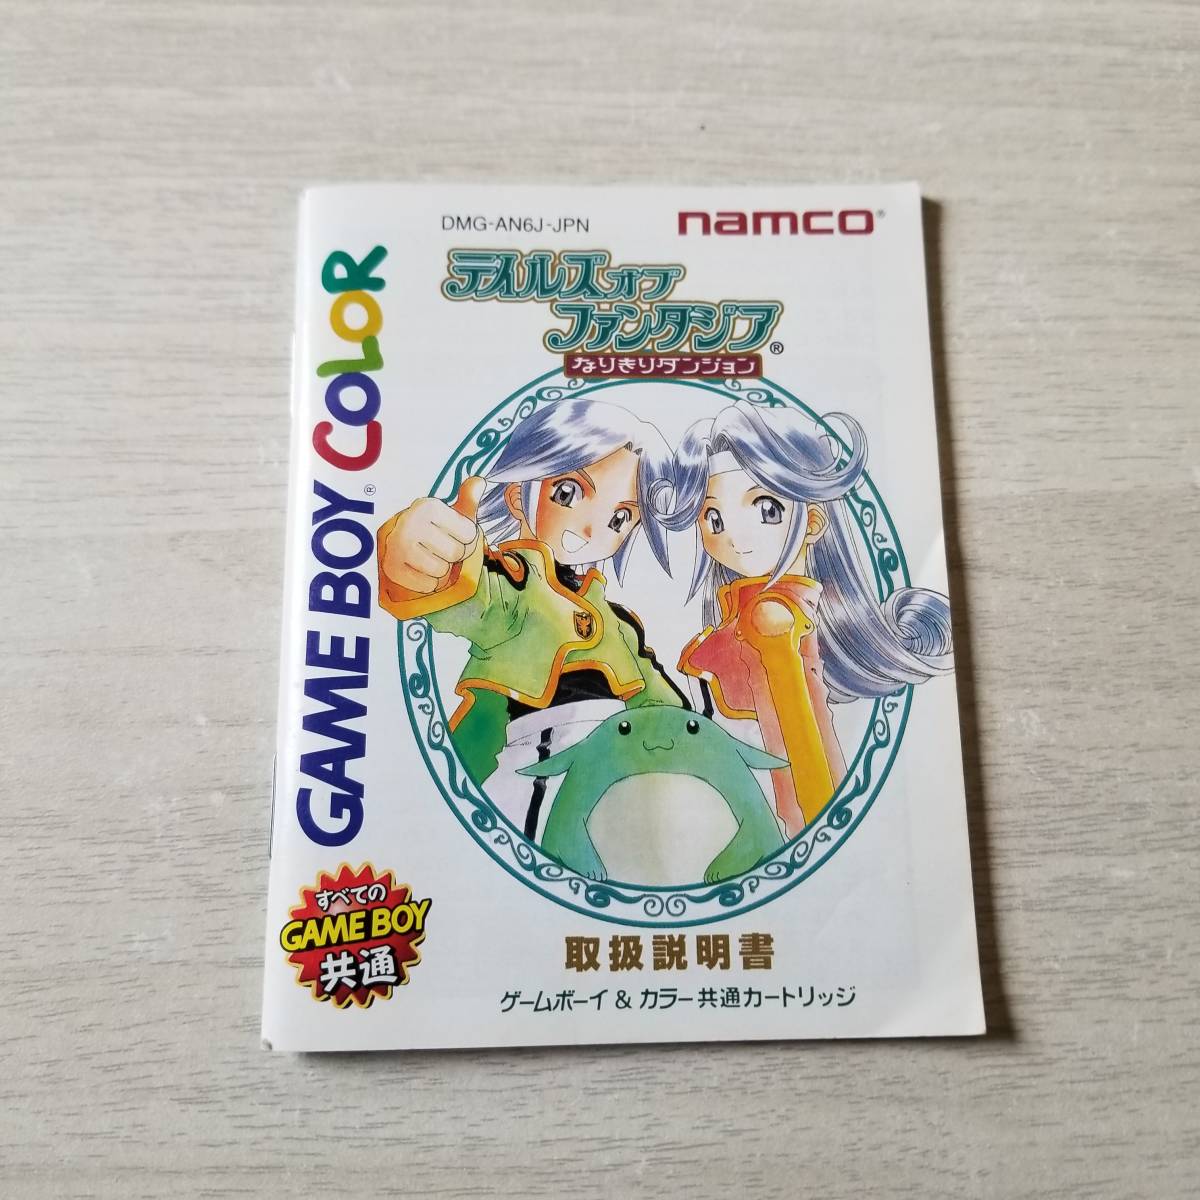 DMG-AN6J-JPN
namco®
テイルズオブ
ファンタジア®
なりきりダンジョン
GAME BOY® COLOR
すべての
GAME BOY
共通
取扱説明書
ゲームボーイ & カラー共通カートリッジ